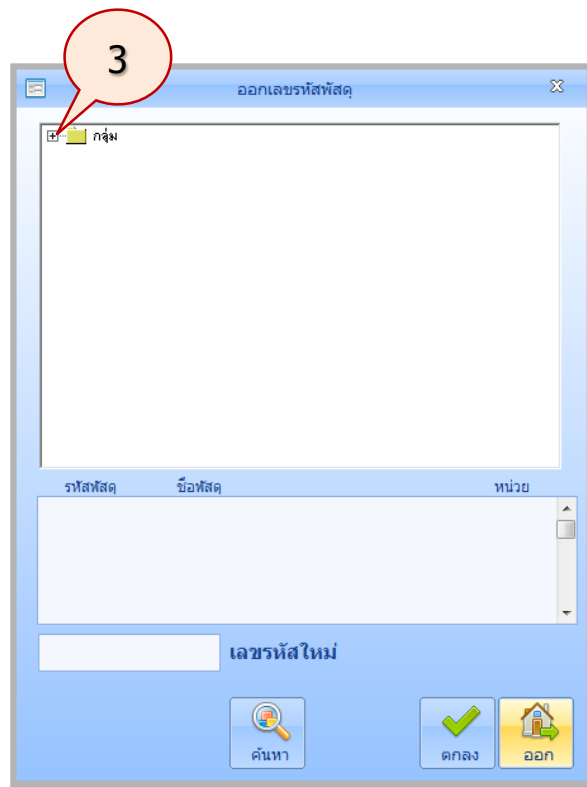 3
ออกเลขรหัสพัสดุ
กลุ่ม
รหัสพัสดุ ชื่อพัสดุ หน่วย
เลขรหัสใหม่
ค้นหา ตกลง ออก